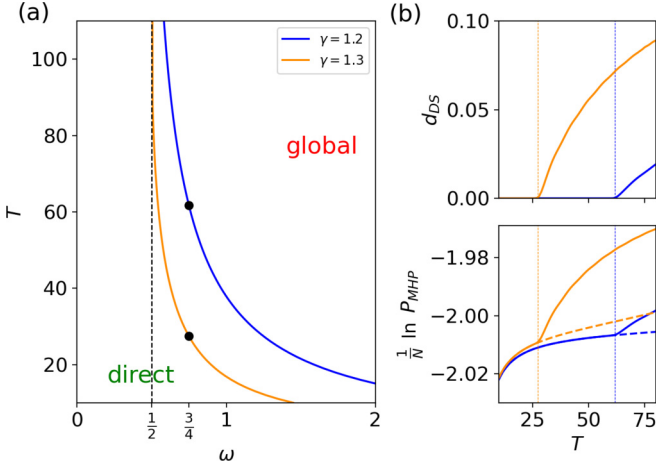 (a)
T
100
80
60
40
20
γ = 1.2
γ = 1.3
global
direct
0
1/2
3/4
1
2
ω
(b)
0.10
0.05
0.00
d_DS
−1.98
−2.00
−2.02
1/N ln P_MHP
25
50
75
T